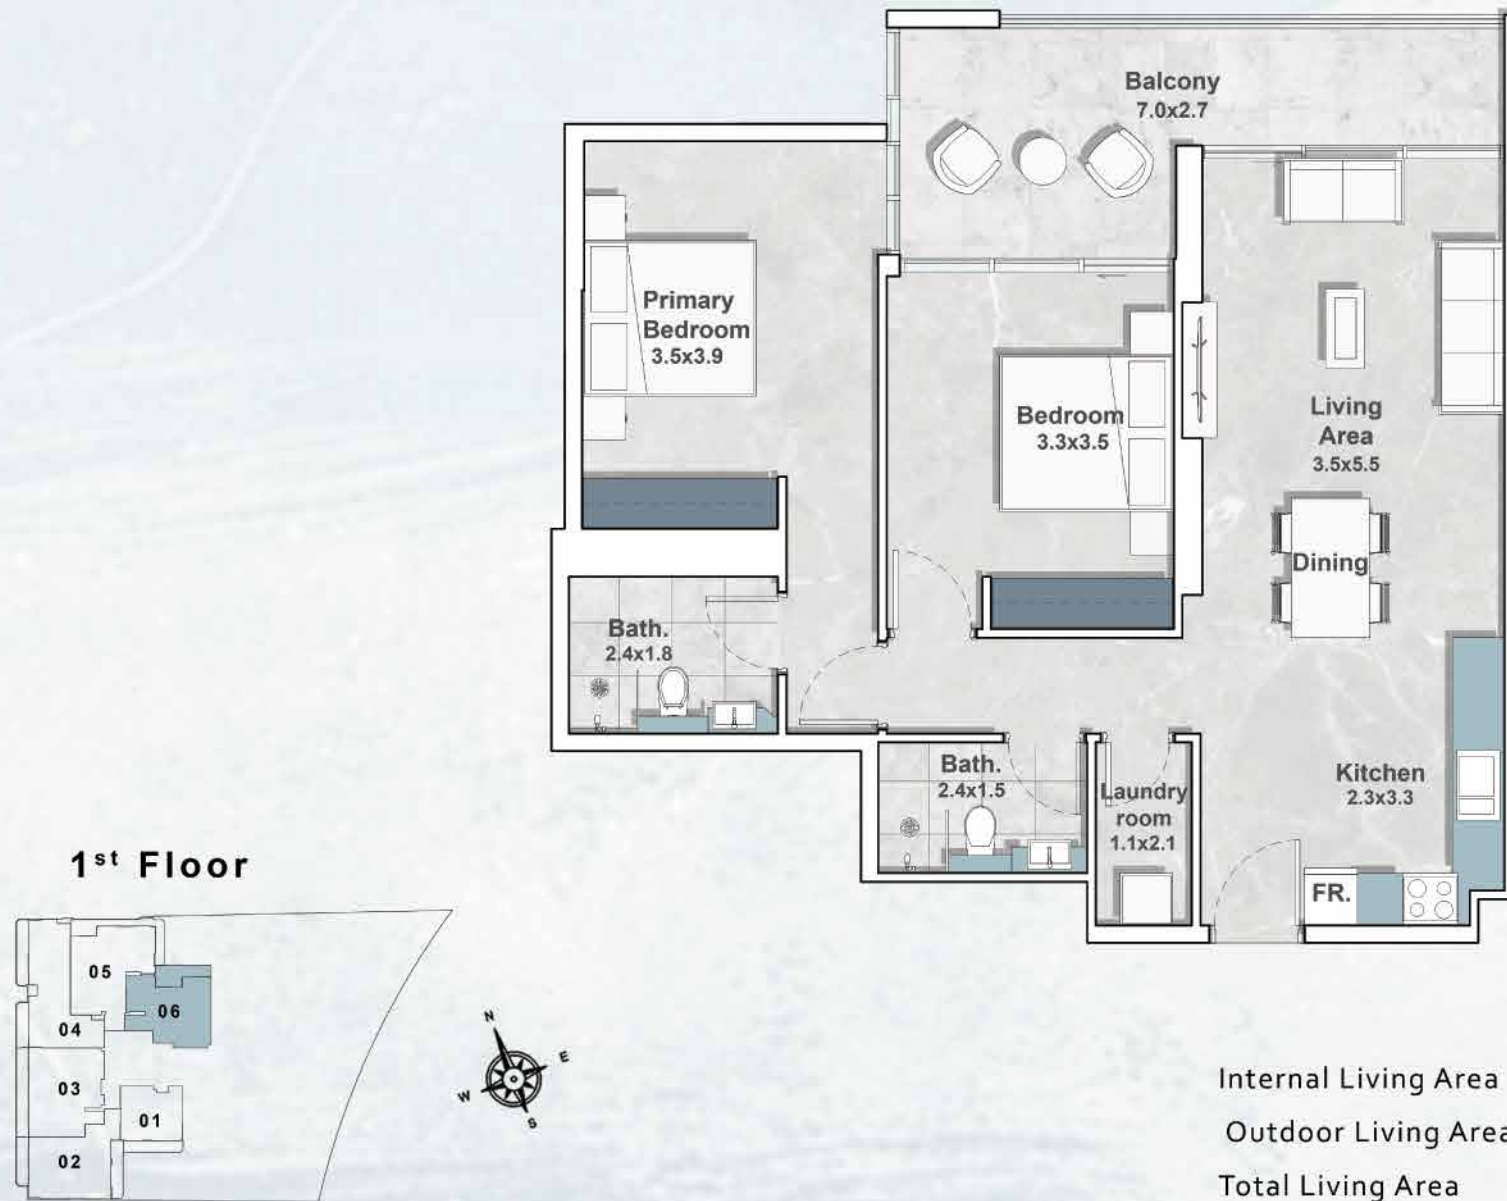 Balcony
7.0x2.7
Primary
Bedroom
3.5x3.9
Bedroom
3.3x3.5
Living
Area
3.5x5.5
Dining
Bath.
2.4x1.8
Bath.
2.4x1.5
Laundry
room
1.1x2.1
Kitchen
2.3x3.3
FR.
1st Floor
05
06
04
03
01
02
N
E
W
S
Internal Living Area
Outdoor Living Area
Total Living Area